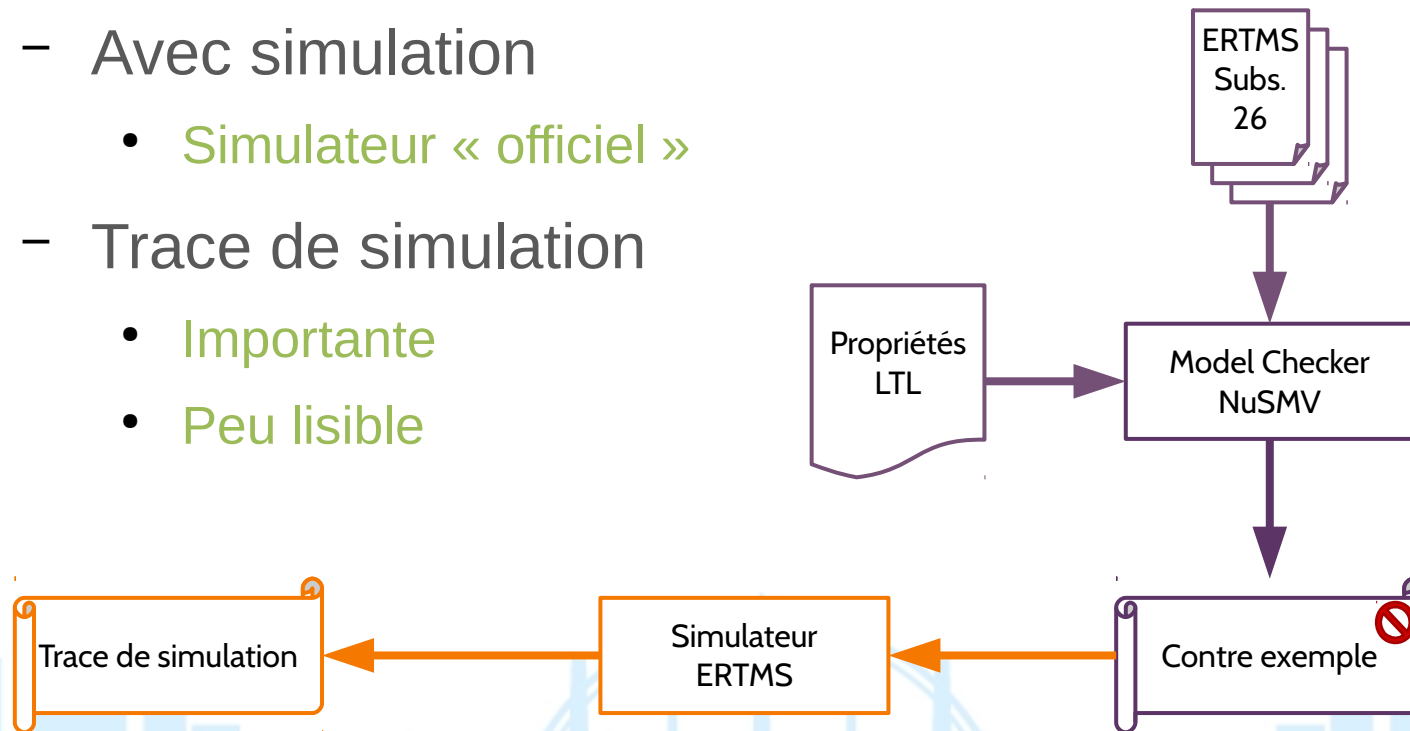 – Avec simulation
• Simulateur « officiel »
– Trace de simulation
• Importante
• Peu lisible
ERTMS
Subs.
26
Propriétés
LTL
Model Checker
NuSMV
Trace de simulation
Simulateur
ERTMS
Contre exemple